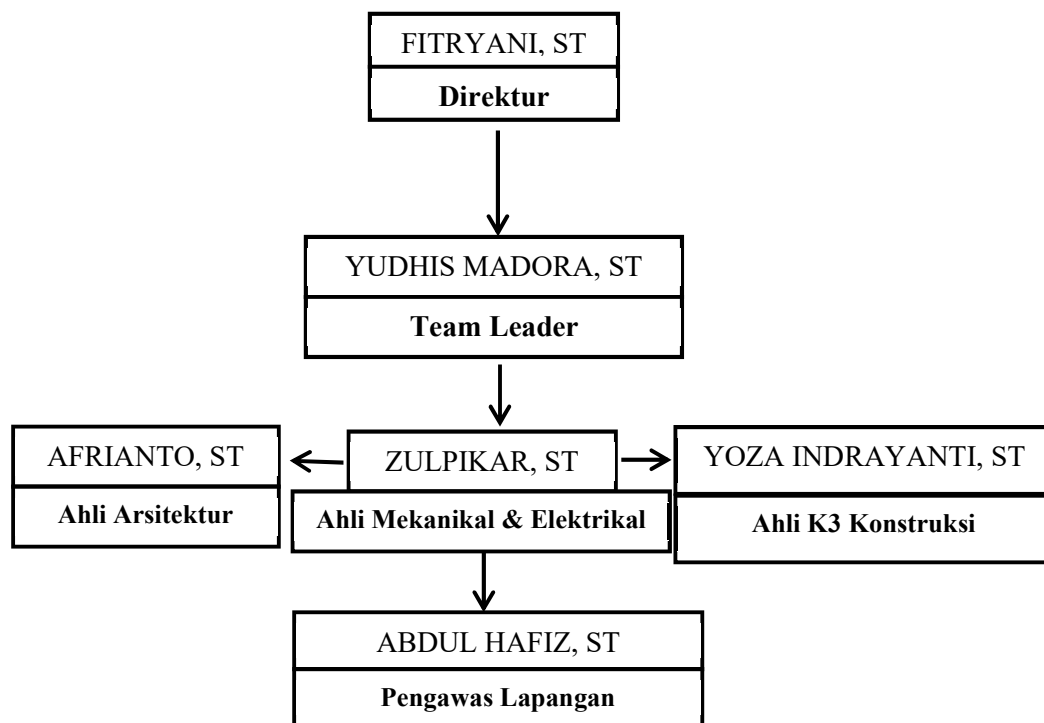 FITRYANI, ST
Direktur
YUDHIS MADORA, ST
Team Leader
AFRIANTO, ST
Ahli Arsitektur
ZULPIKAR, ST
Ahli Mekanikal & Elektrikal
YOZA INDRAYANTI, ST
Ahli K3 Konstruksi
ABDUL HAFIZ, ST
Pengawas Lapangan